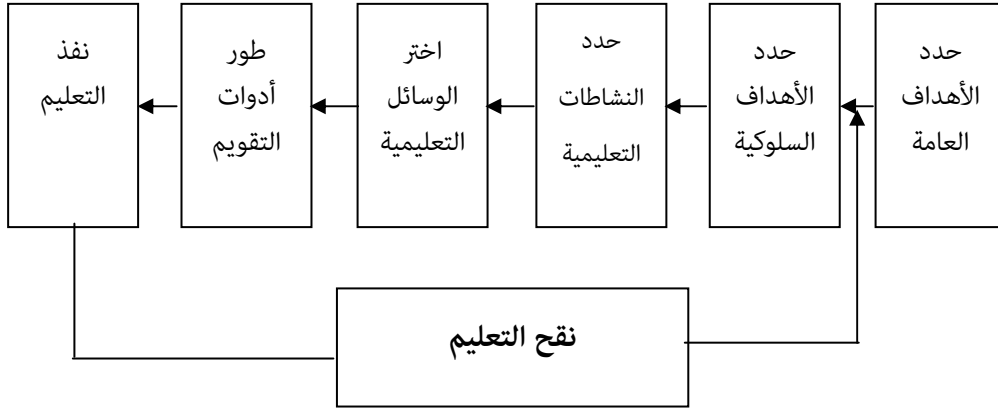 حدد
الأهداف
العامة
حدد
الأهداف
السلوكية
حدد
النشاطات
التعليمية
اختر
الوسائل
التعليمية
طور
أدوات
التقويم
نفذ
التعليم
نقح التعليم